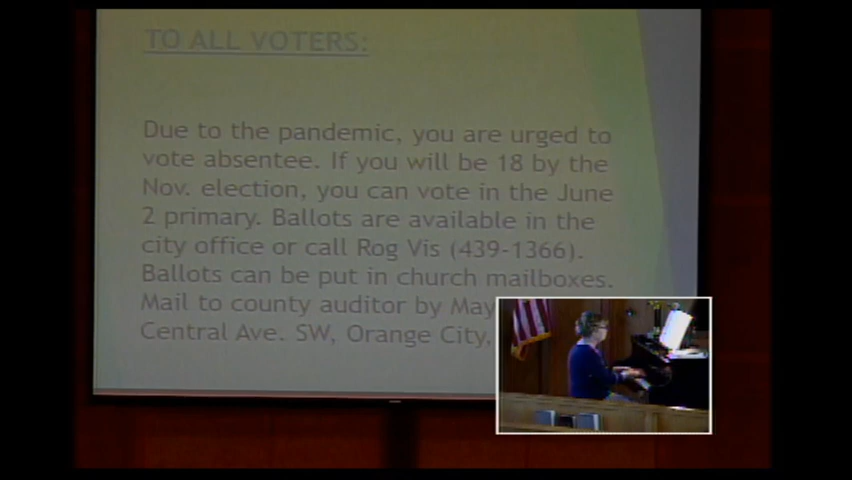 TO ALL VOTERS:
Due to the pandemic, you are urged to
vote absentee. If you will be 18 by the
Nov. election, you can vote in the June
2 primary. Ballots are available in the
city office or call Rog Vis (439-1366).
Ballots can be put in church mailboxes.
Mail to county auditor by May
Central Ave. SW, Orange City,